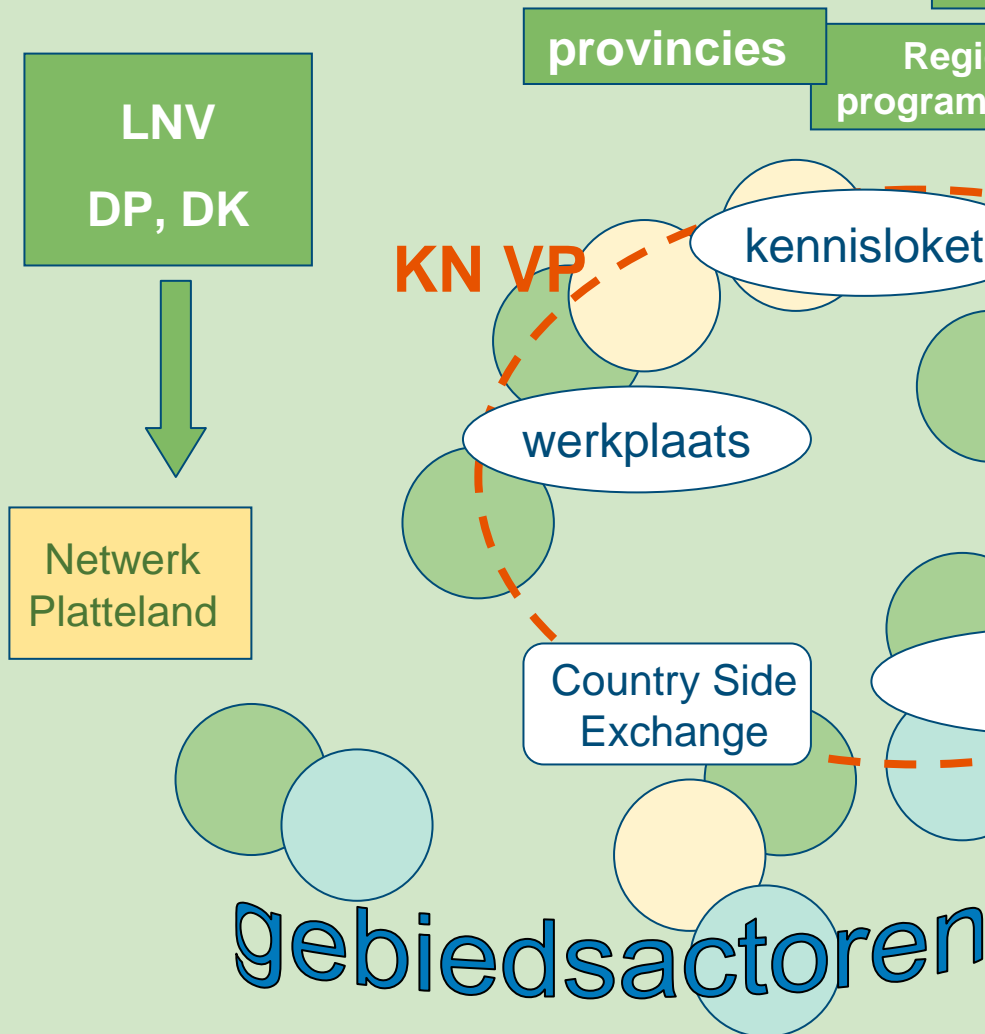 provincies
LNV
DP, DK
KN VP
kennisloket
werkplaats
Netwerk
Platteland
Country Side
Exchange
gebiedsactoren